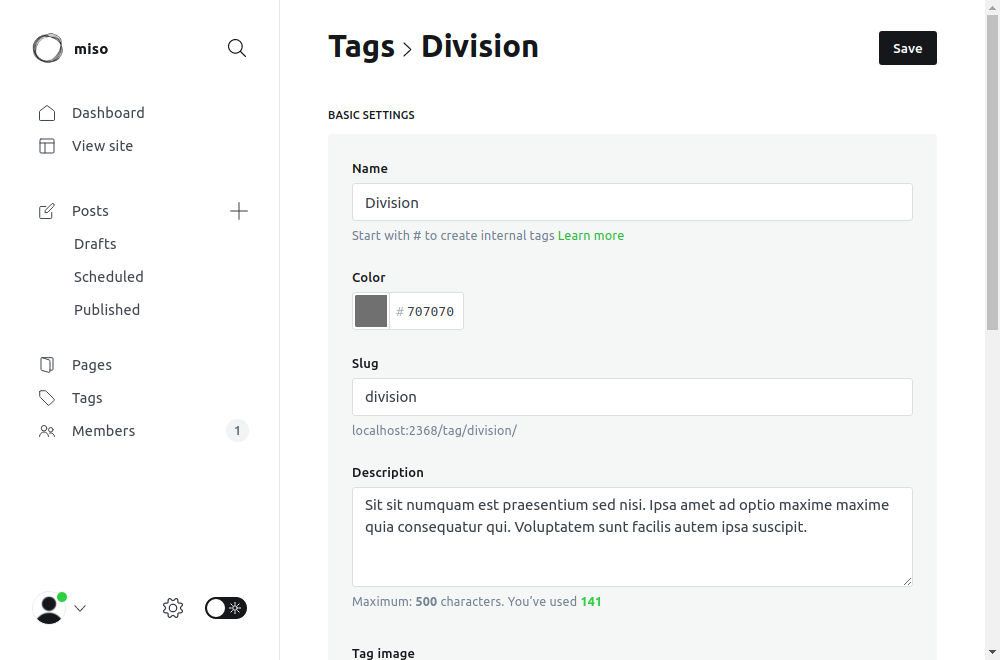 miso
Dashboard
View site
Posts
Drafts
Scheduled
Published
Pages
Tags
Members 1
Tags > Division
Save
BASIC SETTINGS
Name
Division
Start with # to create internal tags Learn more
Color
# 707070
Slug
division
localhost:2368/tag/division/
Description
Sit sit numquam est praesentium sed nisi. Ipsa amet ad optio maxime maxime
quia consequatur qui. Voluptatem sunt facilis autem ipsa suscipit.
Maximum: 500 characters. You’ve used 141
Tag image